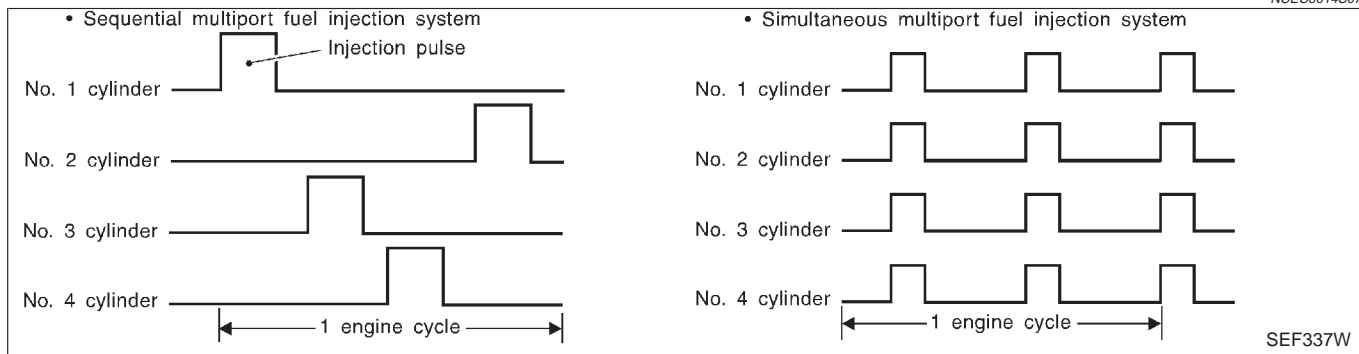 • Sequential multiport fuel injection system
Injection pulse
No. 1 cylinder
No. 2 cylinder
No. 3 cylinder
No. 4 cylinder
1 engine cycle
• Simultaneous multiport fuel injection system
No. 1 cylinder
No. 2 cylinder
No. 3 cylinder
No. 4 cylinder
1 engine cycle
SEF337W